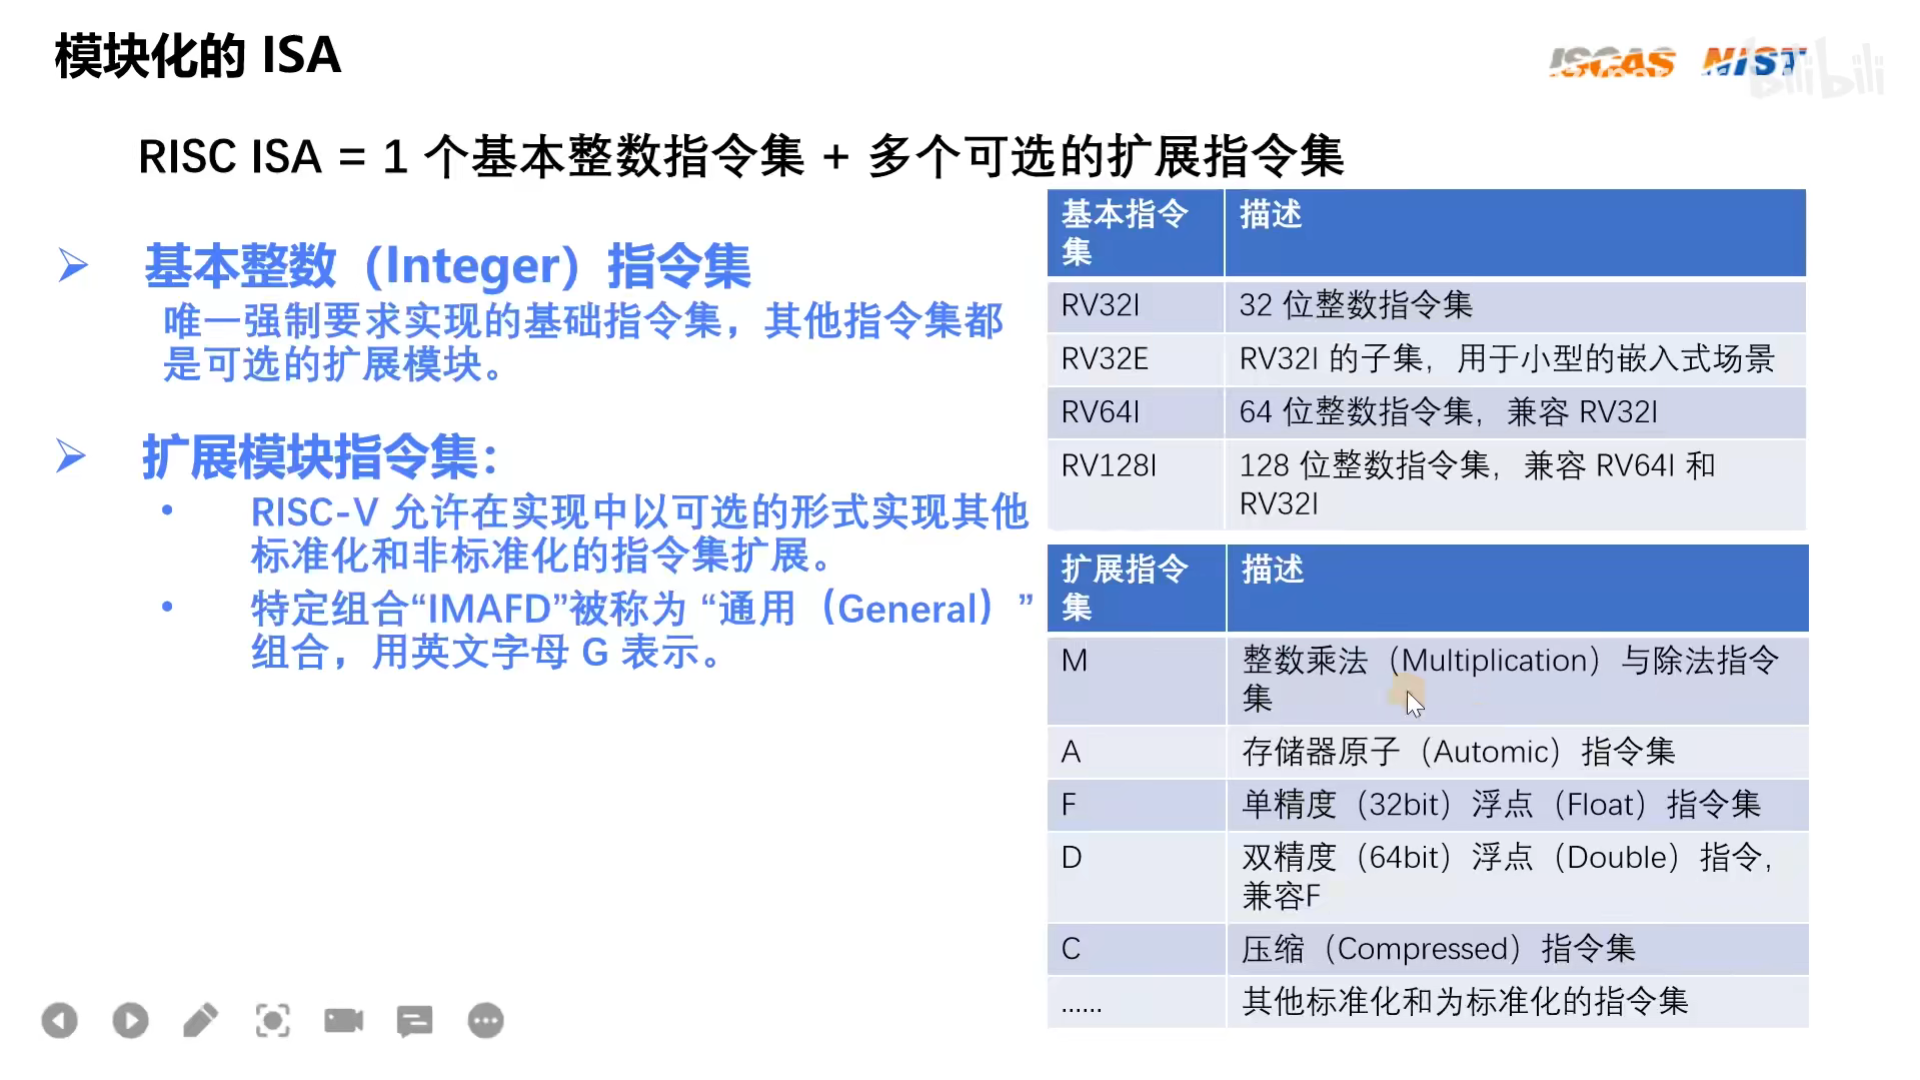 模块化的 ISA
ISCAS NIST
bilibili
RISC ISA = 1 个基本整数指令集 + 多个可选的扩展指令集
基本整数（Integer）指令集
唯一强制要求实现的基础指令集，其他指令集都
是可选的扩展模块。
扩展模块指令集：
• RISC-V 允许在实现中以可选的形式实现其他
标准化和非标准化的指令集扩展。
• 特定组合“IMAFD”被称为 “通用（General）”
组合，用英文字母 G 表示。
基本指令
集
描述
RV32I
32 位整数指令集
RV32E
RV32I 的子集，用于小型的嵌入式场景
RV64I
64 位整数指令集，兼容 RV32I
RV128I
128 位整数指令集，兼容 RV64I 和
RV32I
扩展指令
集
描述
M
整数乘法（Multiplication）与除法指令
集
A
存储器原子（Automic）指令集
F
单精度（32bit）浮点（Float）指令集
D
双精度（64bit）浮点（Double）指令，
兼容F
C
压缩（Compressed）指令集
......
其他标准化和为标准化的指令集